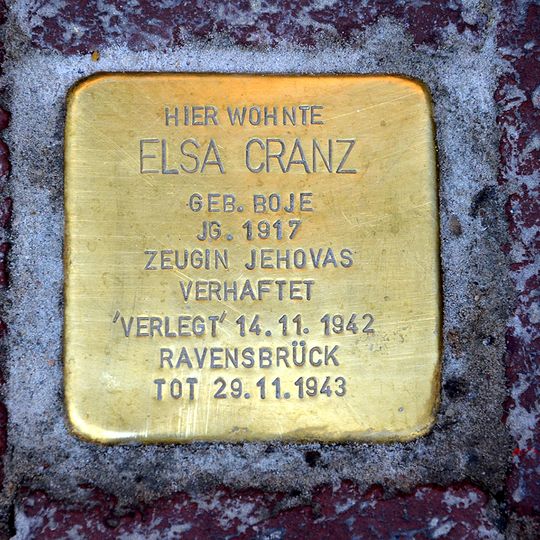 HIER WOHNTE
ELSA CRANZ
GEB. BOJE
JG. 1917
ZEUGIN JEHOVAS
VERHAFTET
'VERLEGT' 14.11.1942
RAVENSBRÜCK
TOT 29.11.1943